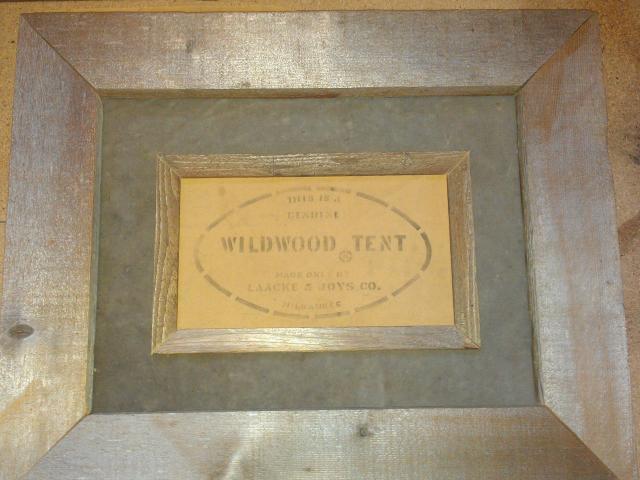 THIS IS A
GENUINE
WILDWOOD TENT
MADE ONLY BY
LAACKE & JOYS CO.
MILWAUKEE